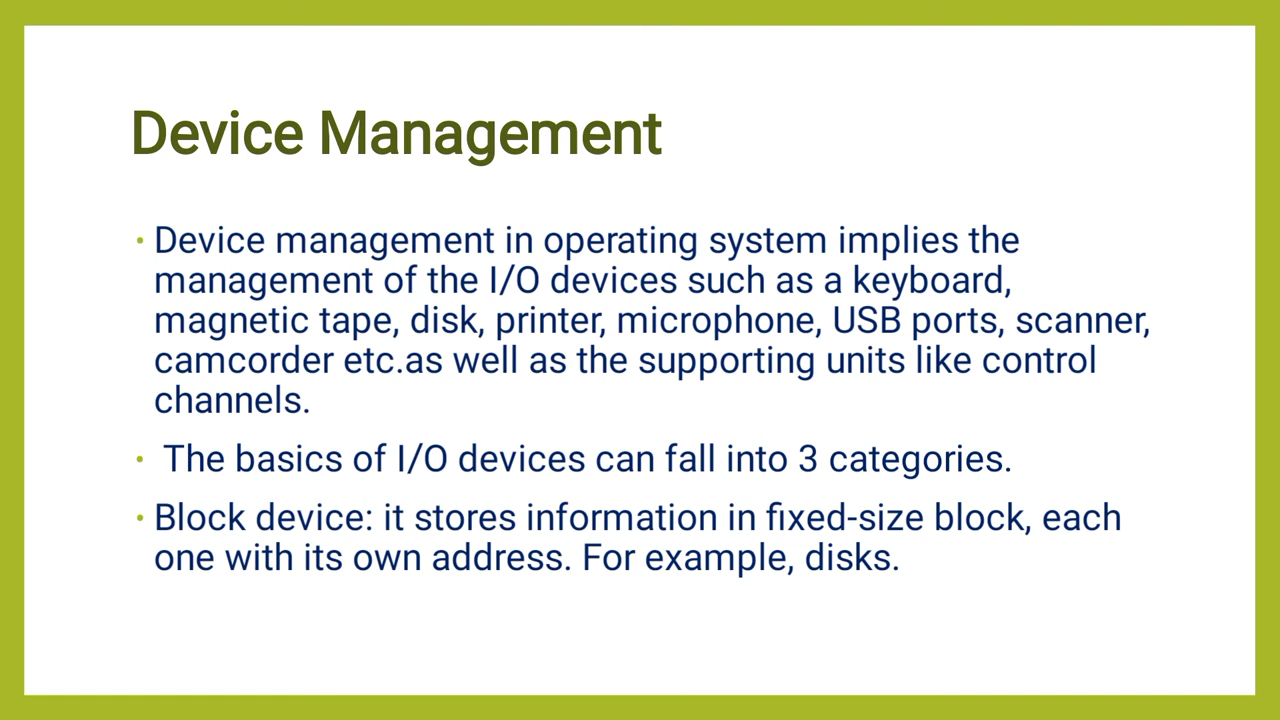 Device Management
• Device management in operating system implies the
management of the I/O devices such as a keyboard,
magnetic tape, disk, printer, microphone, USB ports, scanner,
camcorder etc.as well as the supporting units like control
channels.
• The basics of I/O devices can fall into 3 categories.
• Block device: it stores information in fixed-size block, each
one with its own address. For example, disks.